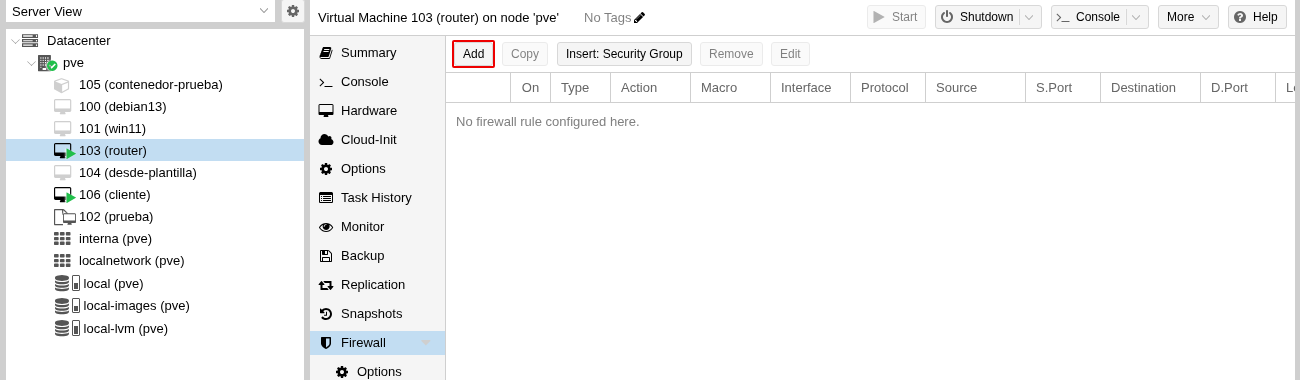 Server View
Virtual Machine 103 (router) on node 'pve' No Tags Start Shutdown Console More Help
Datacenter
pve
105 (contenedor-prueba)
100 (debian13)
101 (win11)
103 (router)
104 (desde-plantilla)
106 (cliente)
102 (prueba)
interna (pve)
localnetwork (pve)
local (pve)
local-images (pve)
local-lvm (pve)
Summary
Console
Hardware
Cloud-Init
Options
Task History
Monitor
Backup
Replication
Snapshots
Firewall
Options
Add Copy Insert: Security Group Remove Edit
On Type Action Macro Interface Protocol Source S.Port Destination D.Port
No firewall rule configured here.